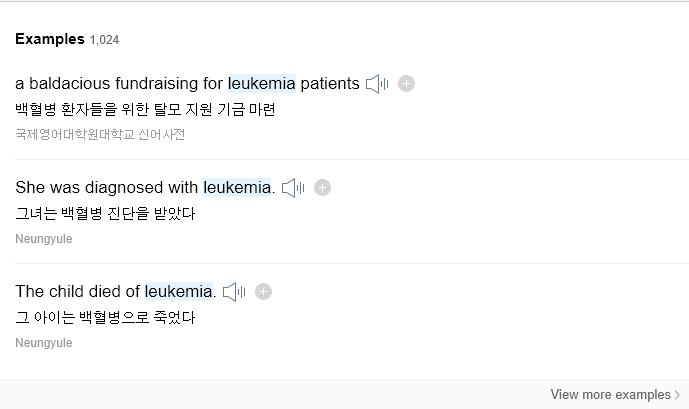 Examples 1,024
a baldacious fundraising for leukemia patients
백혈병 환자들을 위한 탈모 지원 기금 마련
국제영어대학원대학교 신어사전
She was diagnosed with leukemia.
그녀는 백혈병 진단을 받았다
Neungyule
The child died of leukemia.
그 아이는 백혈병으로 죽었다
Neungyule
View more examples